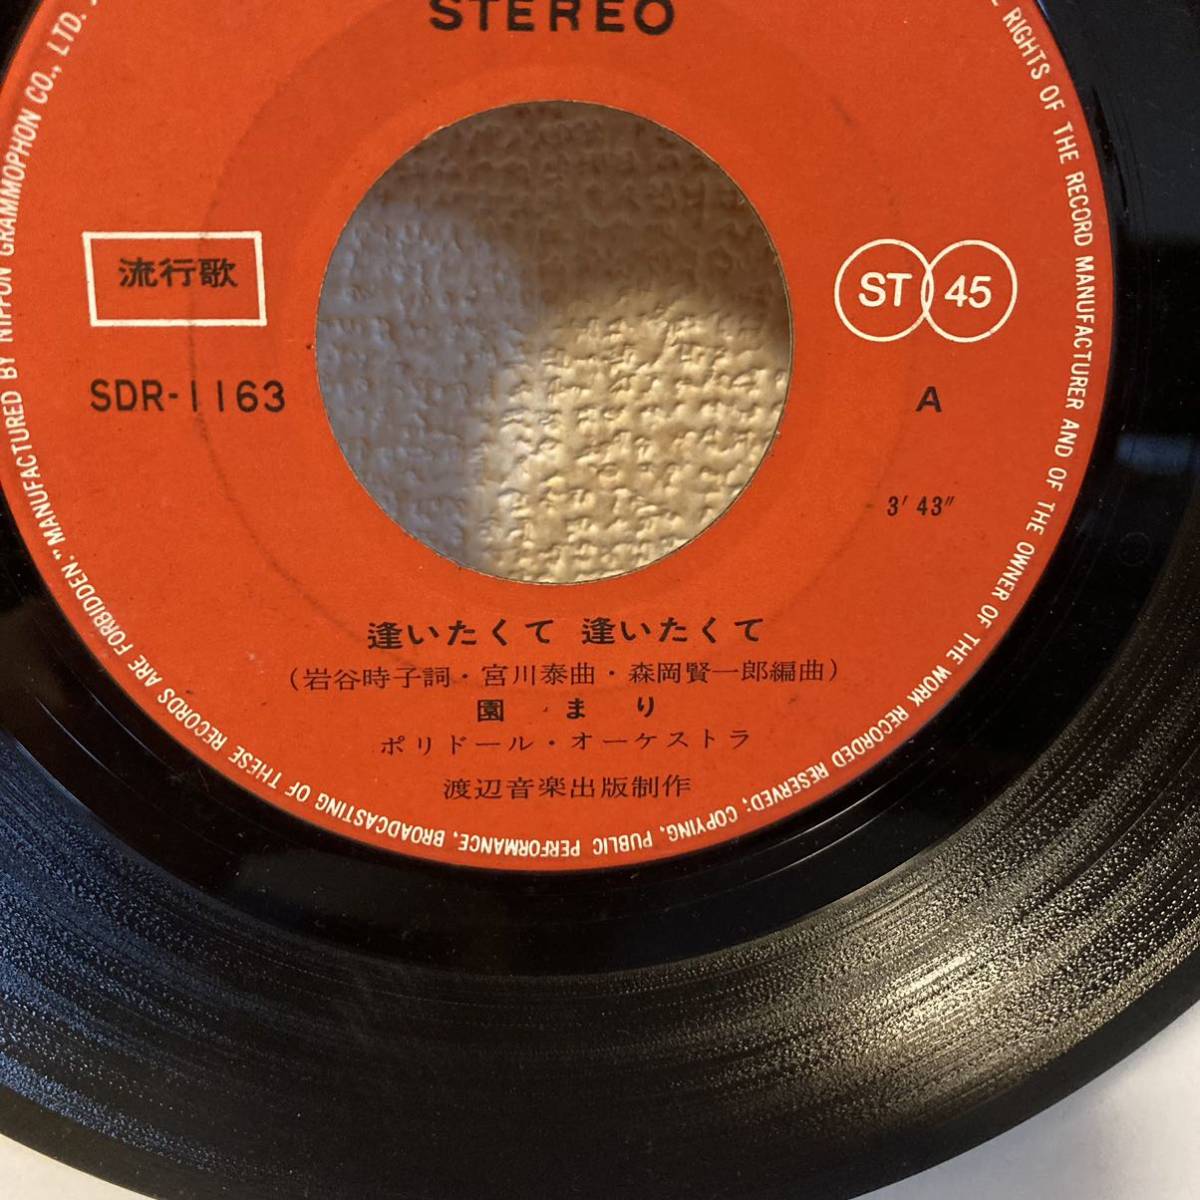 STEREO
流行歌
SDR-1163
ST 45
A
3′43″
逢いたくて 逢いたくて
(岩谷時子詞・宮川泰曲・森岡賢一郎編曲)
園まり
ポリドール・オーケストラ
渡辺音楽出版制作
RIGHTS OF THE RECORD MANUFACTURER AND OF THE OWNER OF THE WORK RECORDED RESERVED; COPYING, PUBLIC PERFORMANCE, BROADCASTING OF THESE RECORDS ARE FORBIDDEN. "MANUFACTURED BY NIPPON GRAMMOPHON CO., LTD.